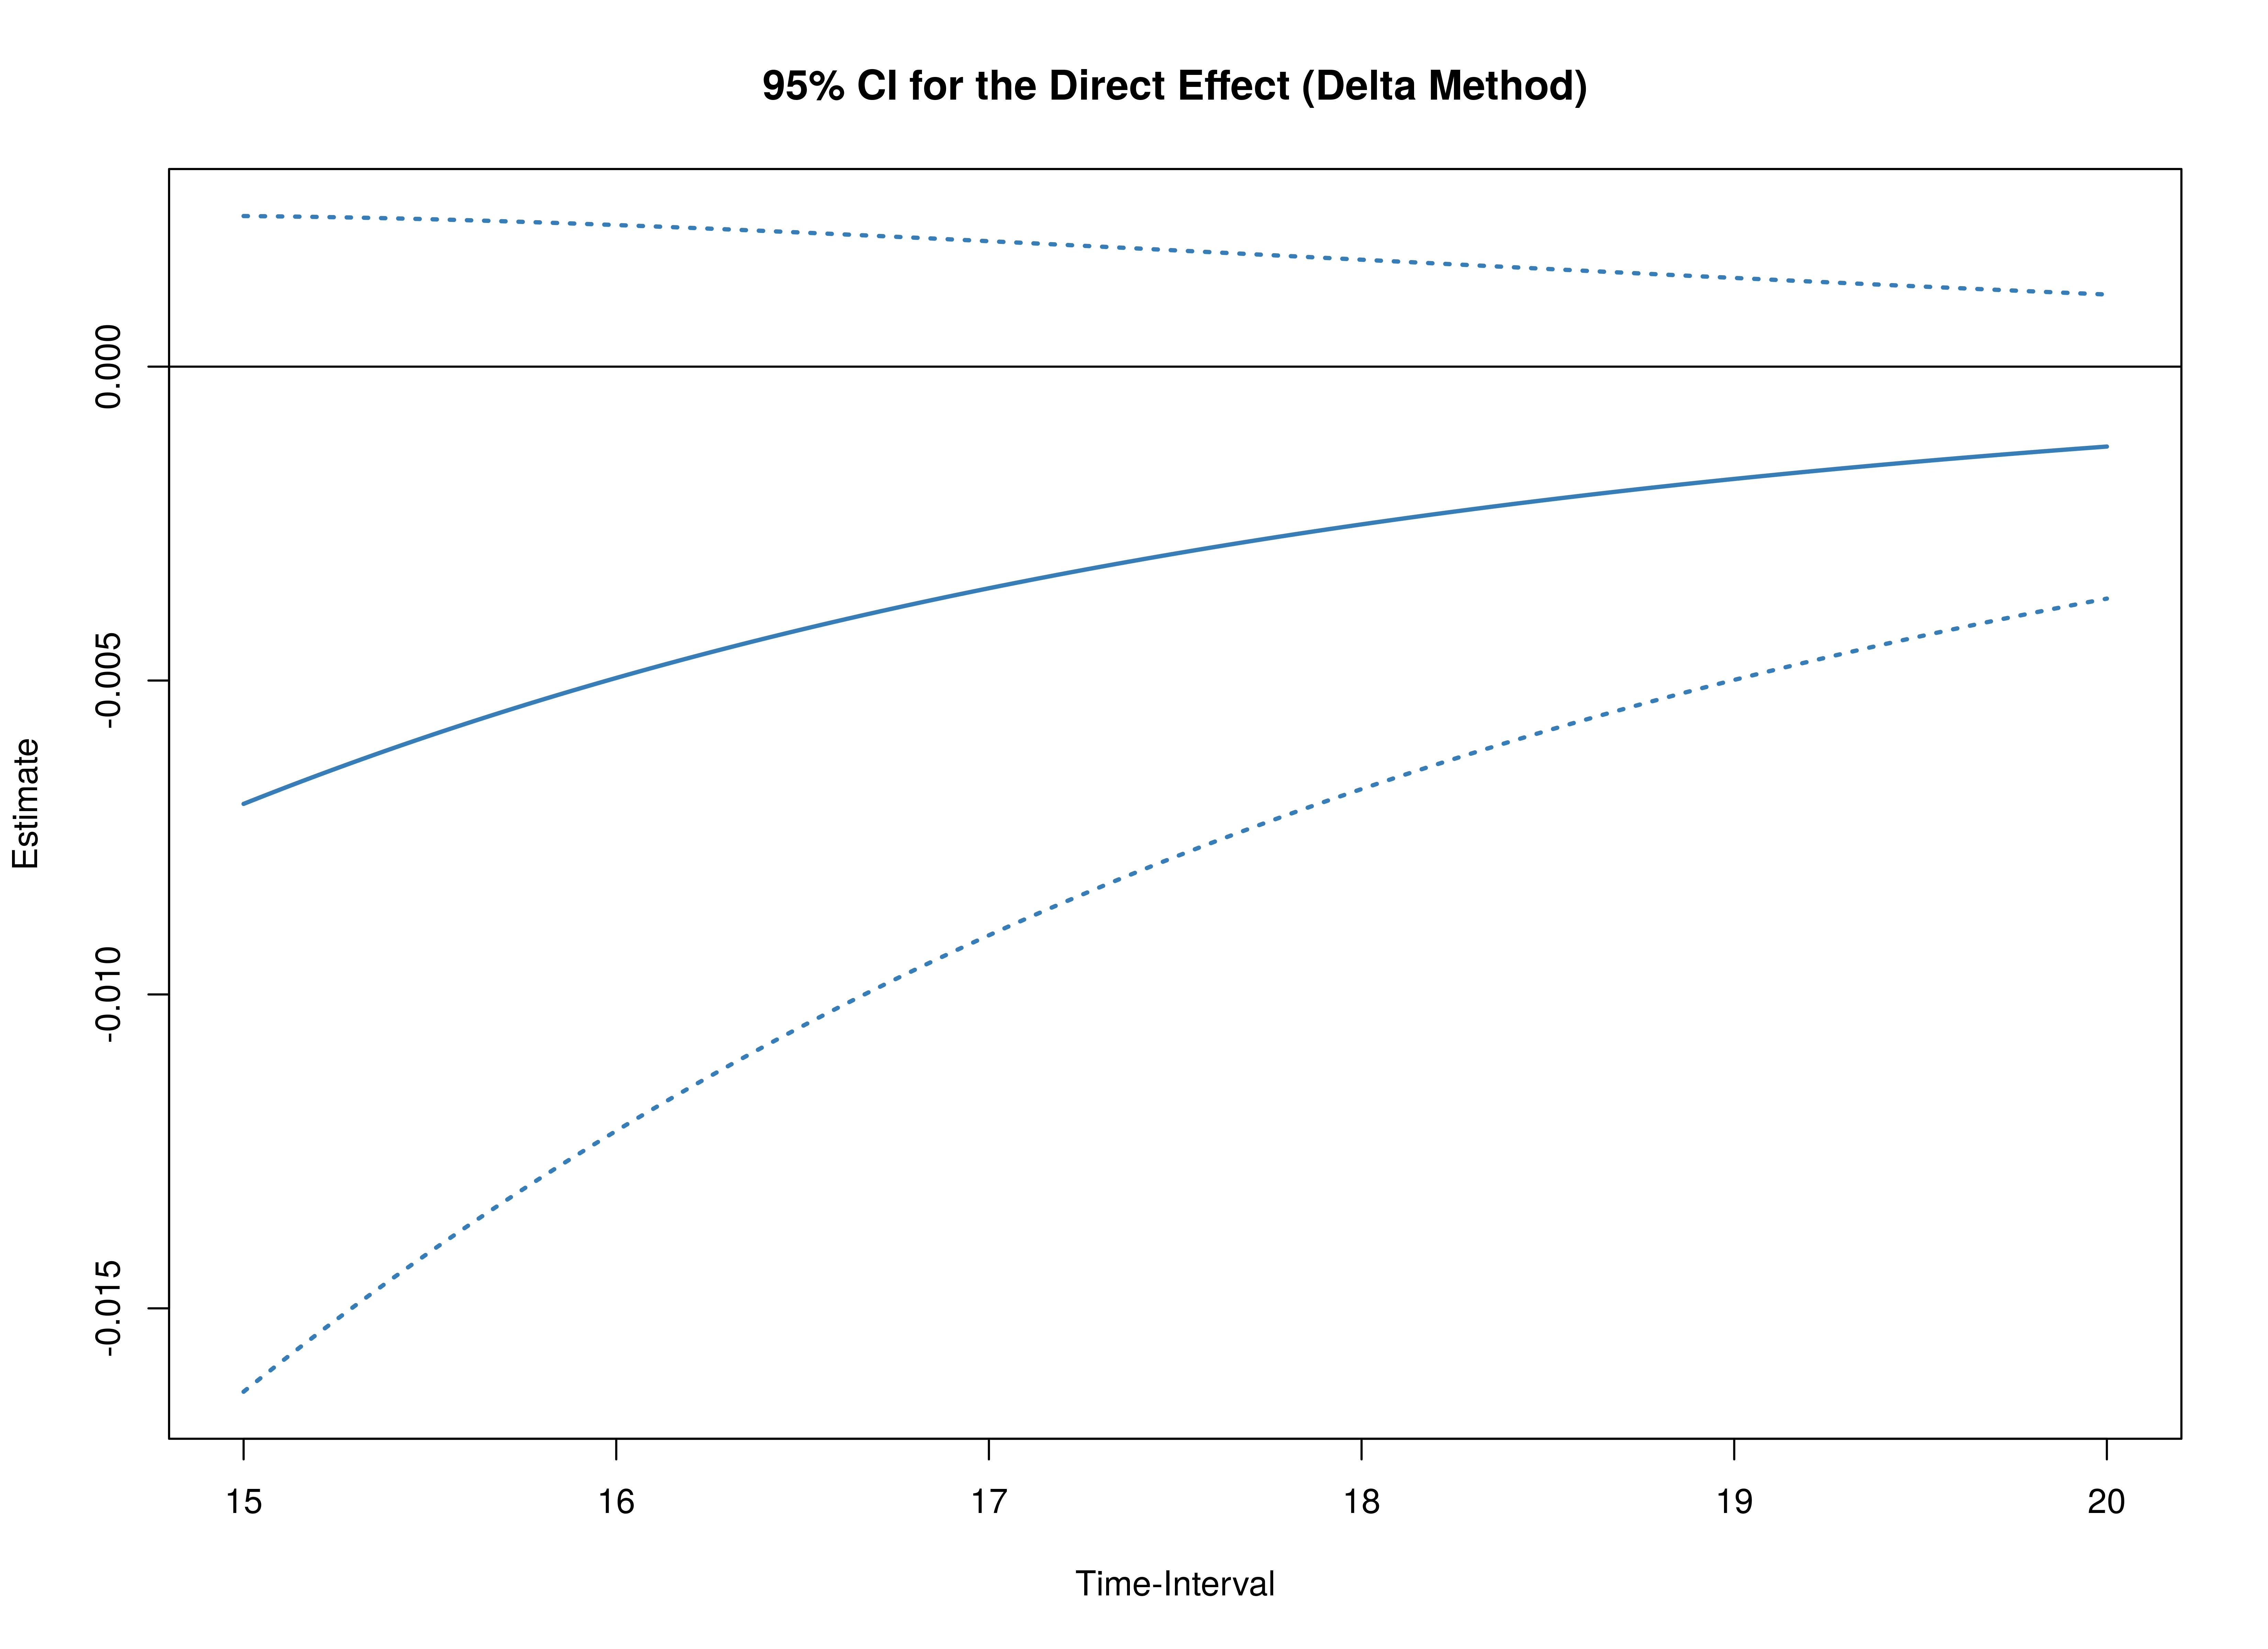 95% CI for the Direct Effect (Delta Method)
Estimate
0.000
-0.005
-0.010
-0.015
15 16 17 18 19 20
Time-Interval